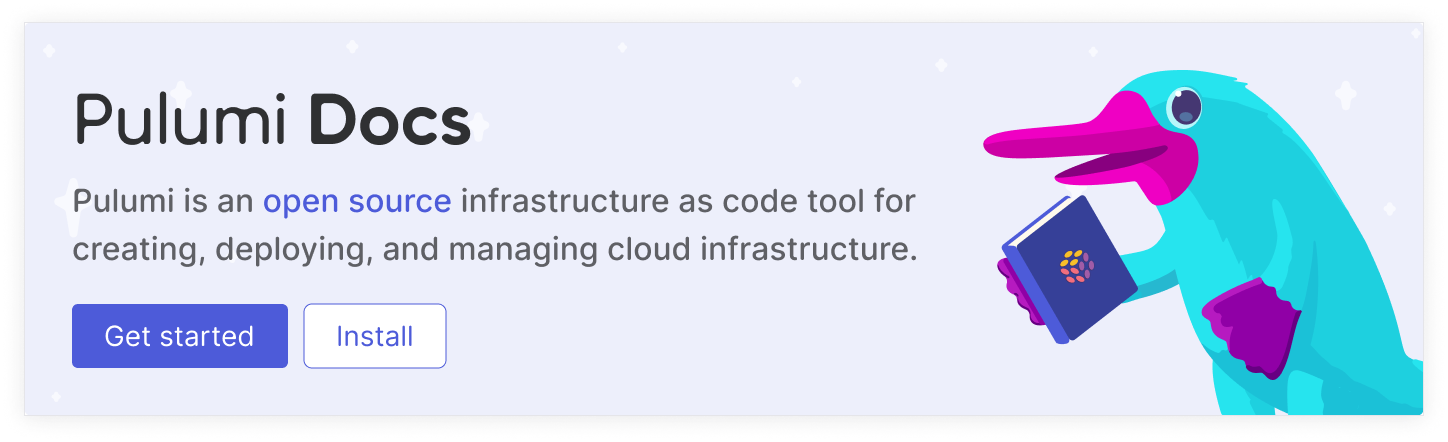 Pulumi Docs
Pulumi is an open source infrastructure as code tool for
creating, deploying, and managing cloud infrastructure.
Get started
Install